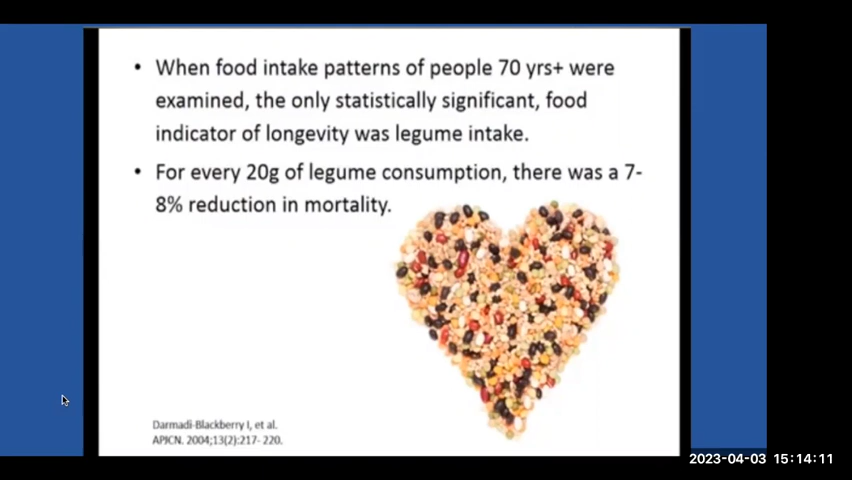 • When food intake patterns of people 70 yrs+ were
examined, the only statistically significant, food
indicator of longevity was legume intake.
• For every 20g of legume consumption, there was a 7-
8% reduction in mortality.
Darmadi-Blackberry I, et al.
APJCN. 2004;13(2):217- 220.
2023-04-03 15:14:11